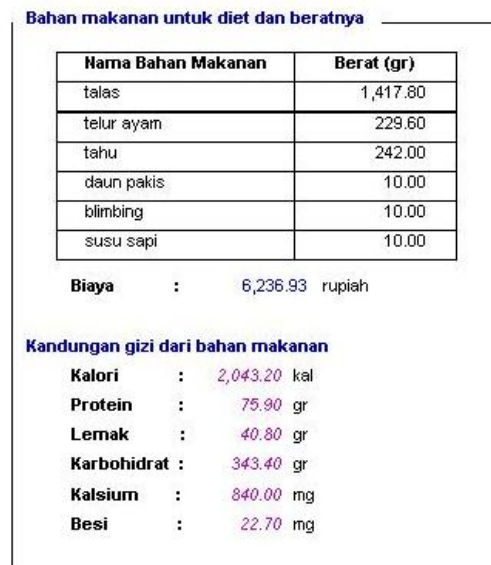 Bahan makanan untuk diet dan beratnya
Nama Bahan Makanan Berat (gr)
talas 1,417.80
telur ayam 229.60
tahu 242.00
daun pakis 10.00
blimbing 10.00
susu sapi 10.00
Biaya : 6,236.93 rupiah
Kandungan gizi dari bahan makanan
Kalori : 2,043.20 kal
Protein : 75.90 gr
Lemak : 40.80 gr
Karbohidrat : 343.40 gr
Kalsium : 840.00 mg
Besi : 22.70 mg